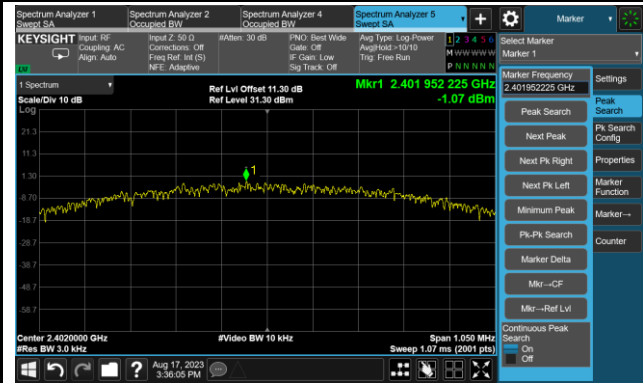 Spectrum Analyzer 1
Swept SA
Spectrum Analyzer 2
Occupied BW
Spectrum Analyzer 4
Occupied BW
Spectrum Analyzer 5
Swept SA
Marker
KEYSIGHT
Input: RF
Coupling: AC
Align: Auto
Input Z: 50 Ω
Corrections: Off
Freq Ref: Int (S)
NFE: Adaptive
#Atten: 30 dB
PNO: Best Wide
Gate: Off
IF Gain: Low
Sig Track: Off
Avg Type: Log-Power
Avg|Hold:>10/10
Trig: Free Run
1 2 3 4 5 6
M W W W W W
P N N N N N
Select Marker
Marker 1
1 Spectrum
Scale/Div 10 dB
Log
Ref Lvl Offset 11.30 dB
Ref Level 31.30 dBm
Mkr1 2.401 952 225 GHz
-1.07 dBm
21.3
11.3
1.30
-8.70
-18.7
-28.7
-38.7
-48.7
-58.7
1
Center 2.4020000 GHz
#Res BW 3.0 kHz
#Video BW 10 kHz
Span 1.050 MHz
Sweep 1.07 ms (2001 pts)
Marker Frequency
2.401952225 GHz
Peak Search
Next Peak
Next Pk Right
Next Pk Left
Minimum Peak
Pk-Pk Search
Marker Delta
Mkr→CF
Mkr→Ref Lvl
Continuous Peak
Search
On
Off
Settings
Peak
Search
Pk Search
Config
Properties
Marker
Function
Marker→
Counter
Aug 17, 2023
3:36:05 PM